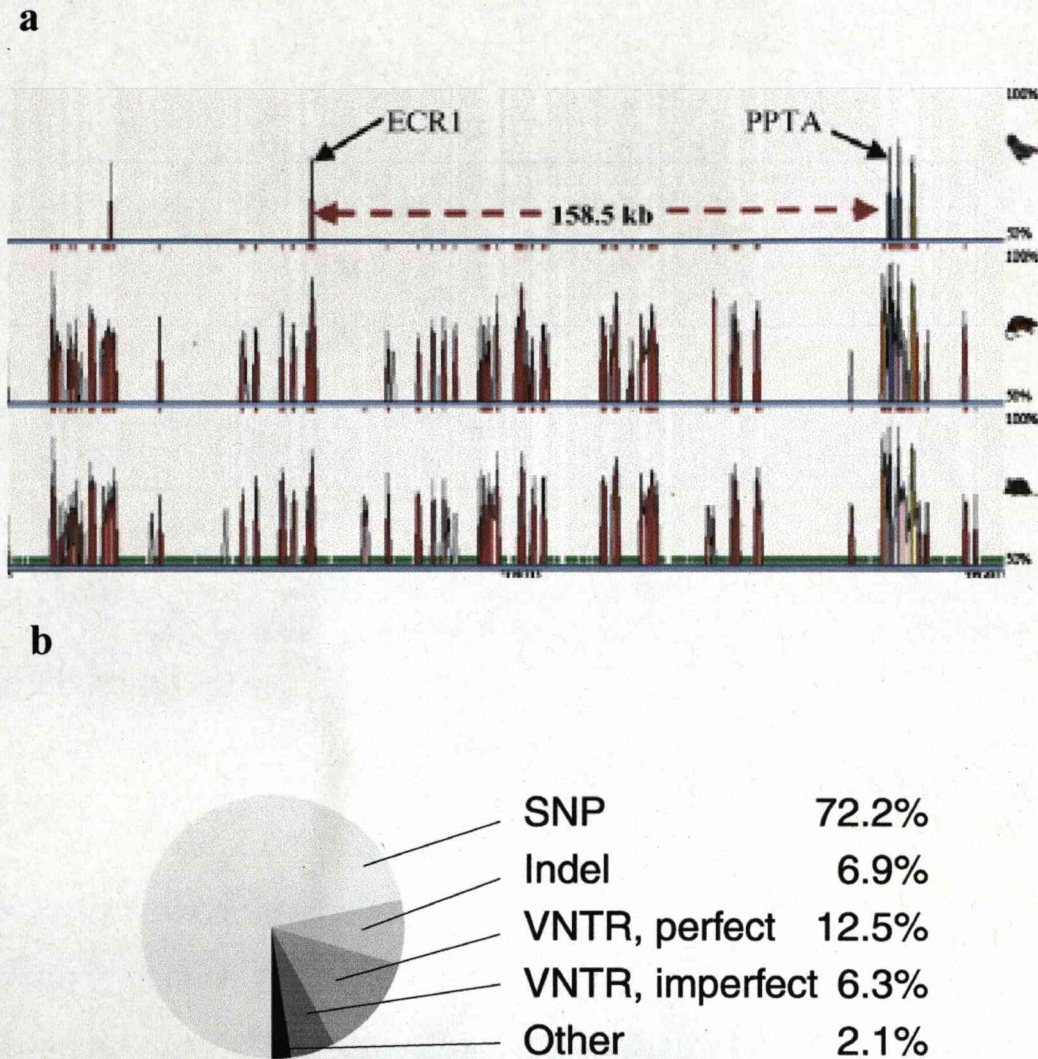 a
100%
ECR1 PPTA
158.5 kb
50%
100%
50%
100%
50%
b
SNP 72.2%
Indel 6.9%
VNTR, perfect 12.5%
VNTR, imperfect 6.3%
Other 2.1%